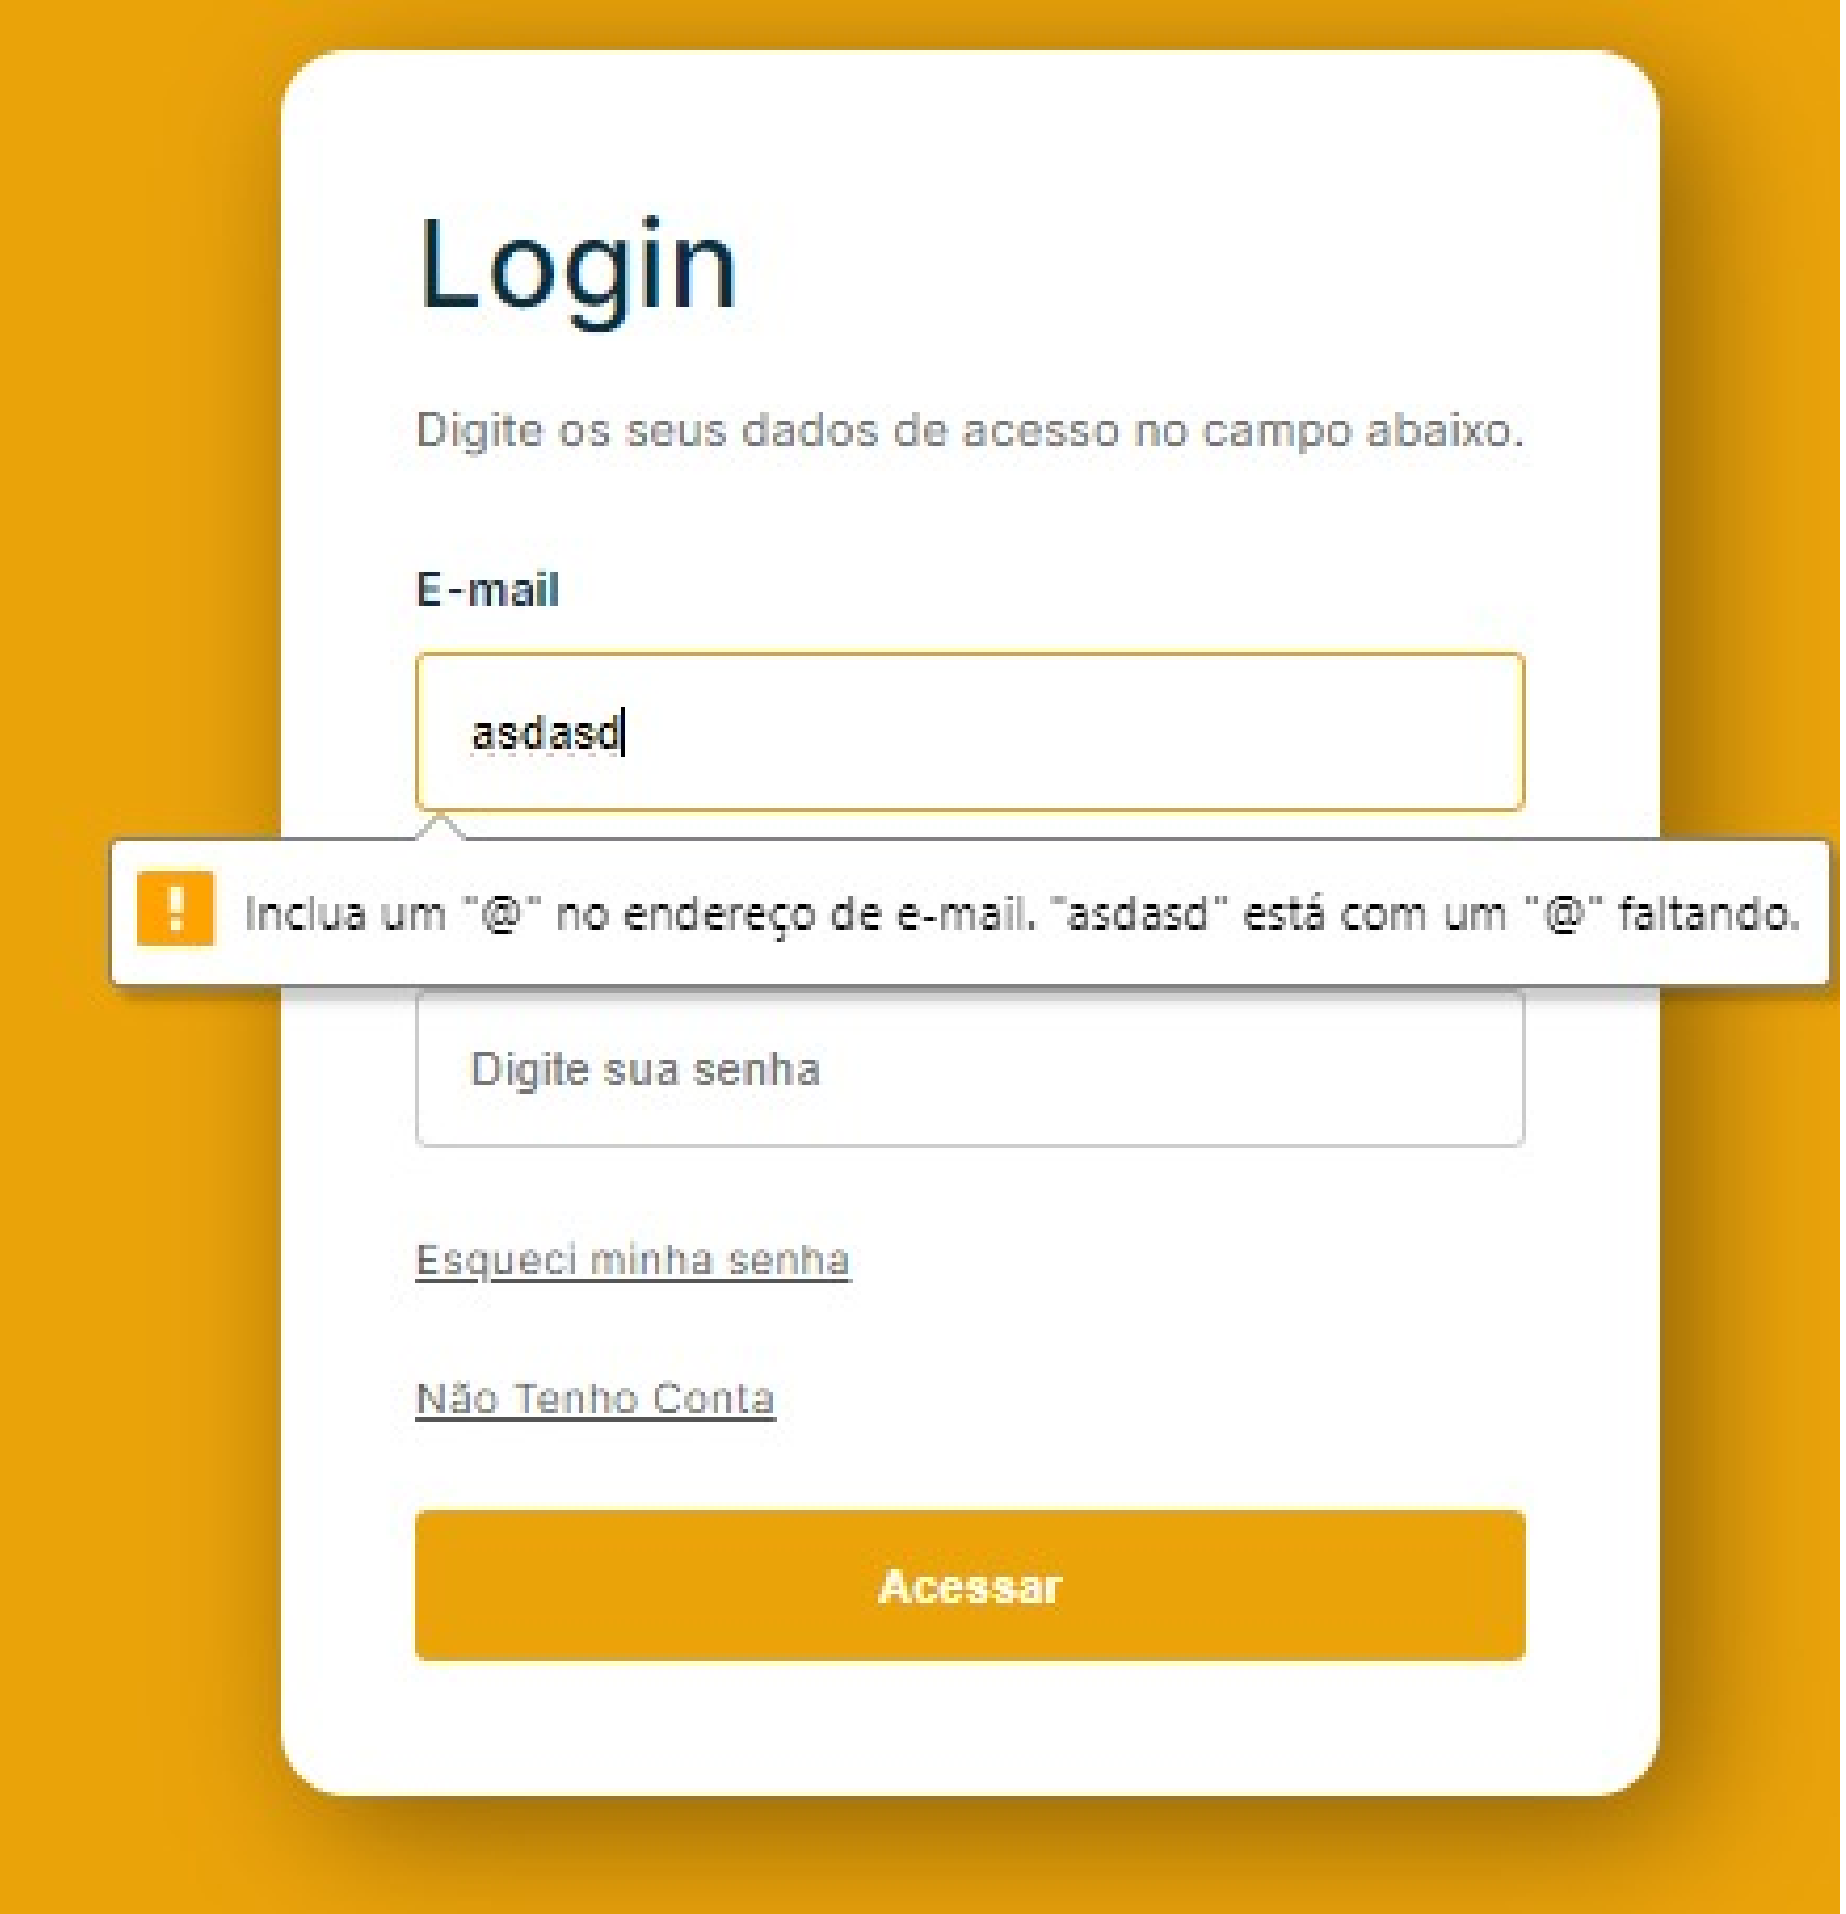 Login
Digite os seus dados de acesso no campo abaixo.
E-mail
asdasd
! Inclua um "@" no endereço de e-mail. "asdasd" está com um "@" faltando.
Digite sua senha
Esqueci minha senha
Não Tenho Conta
Acessar